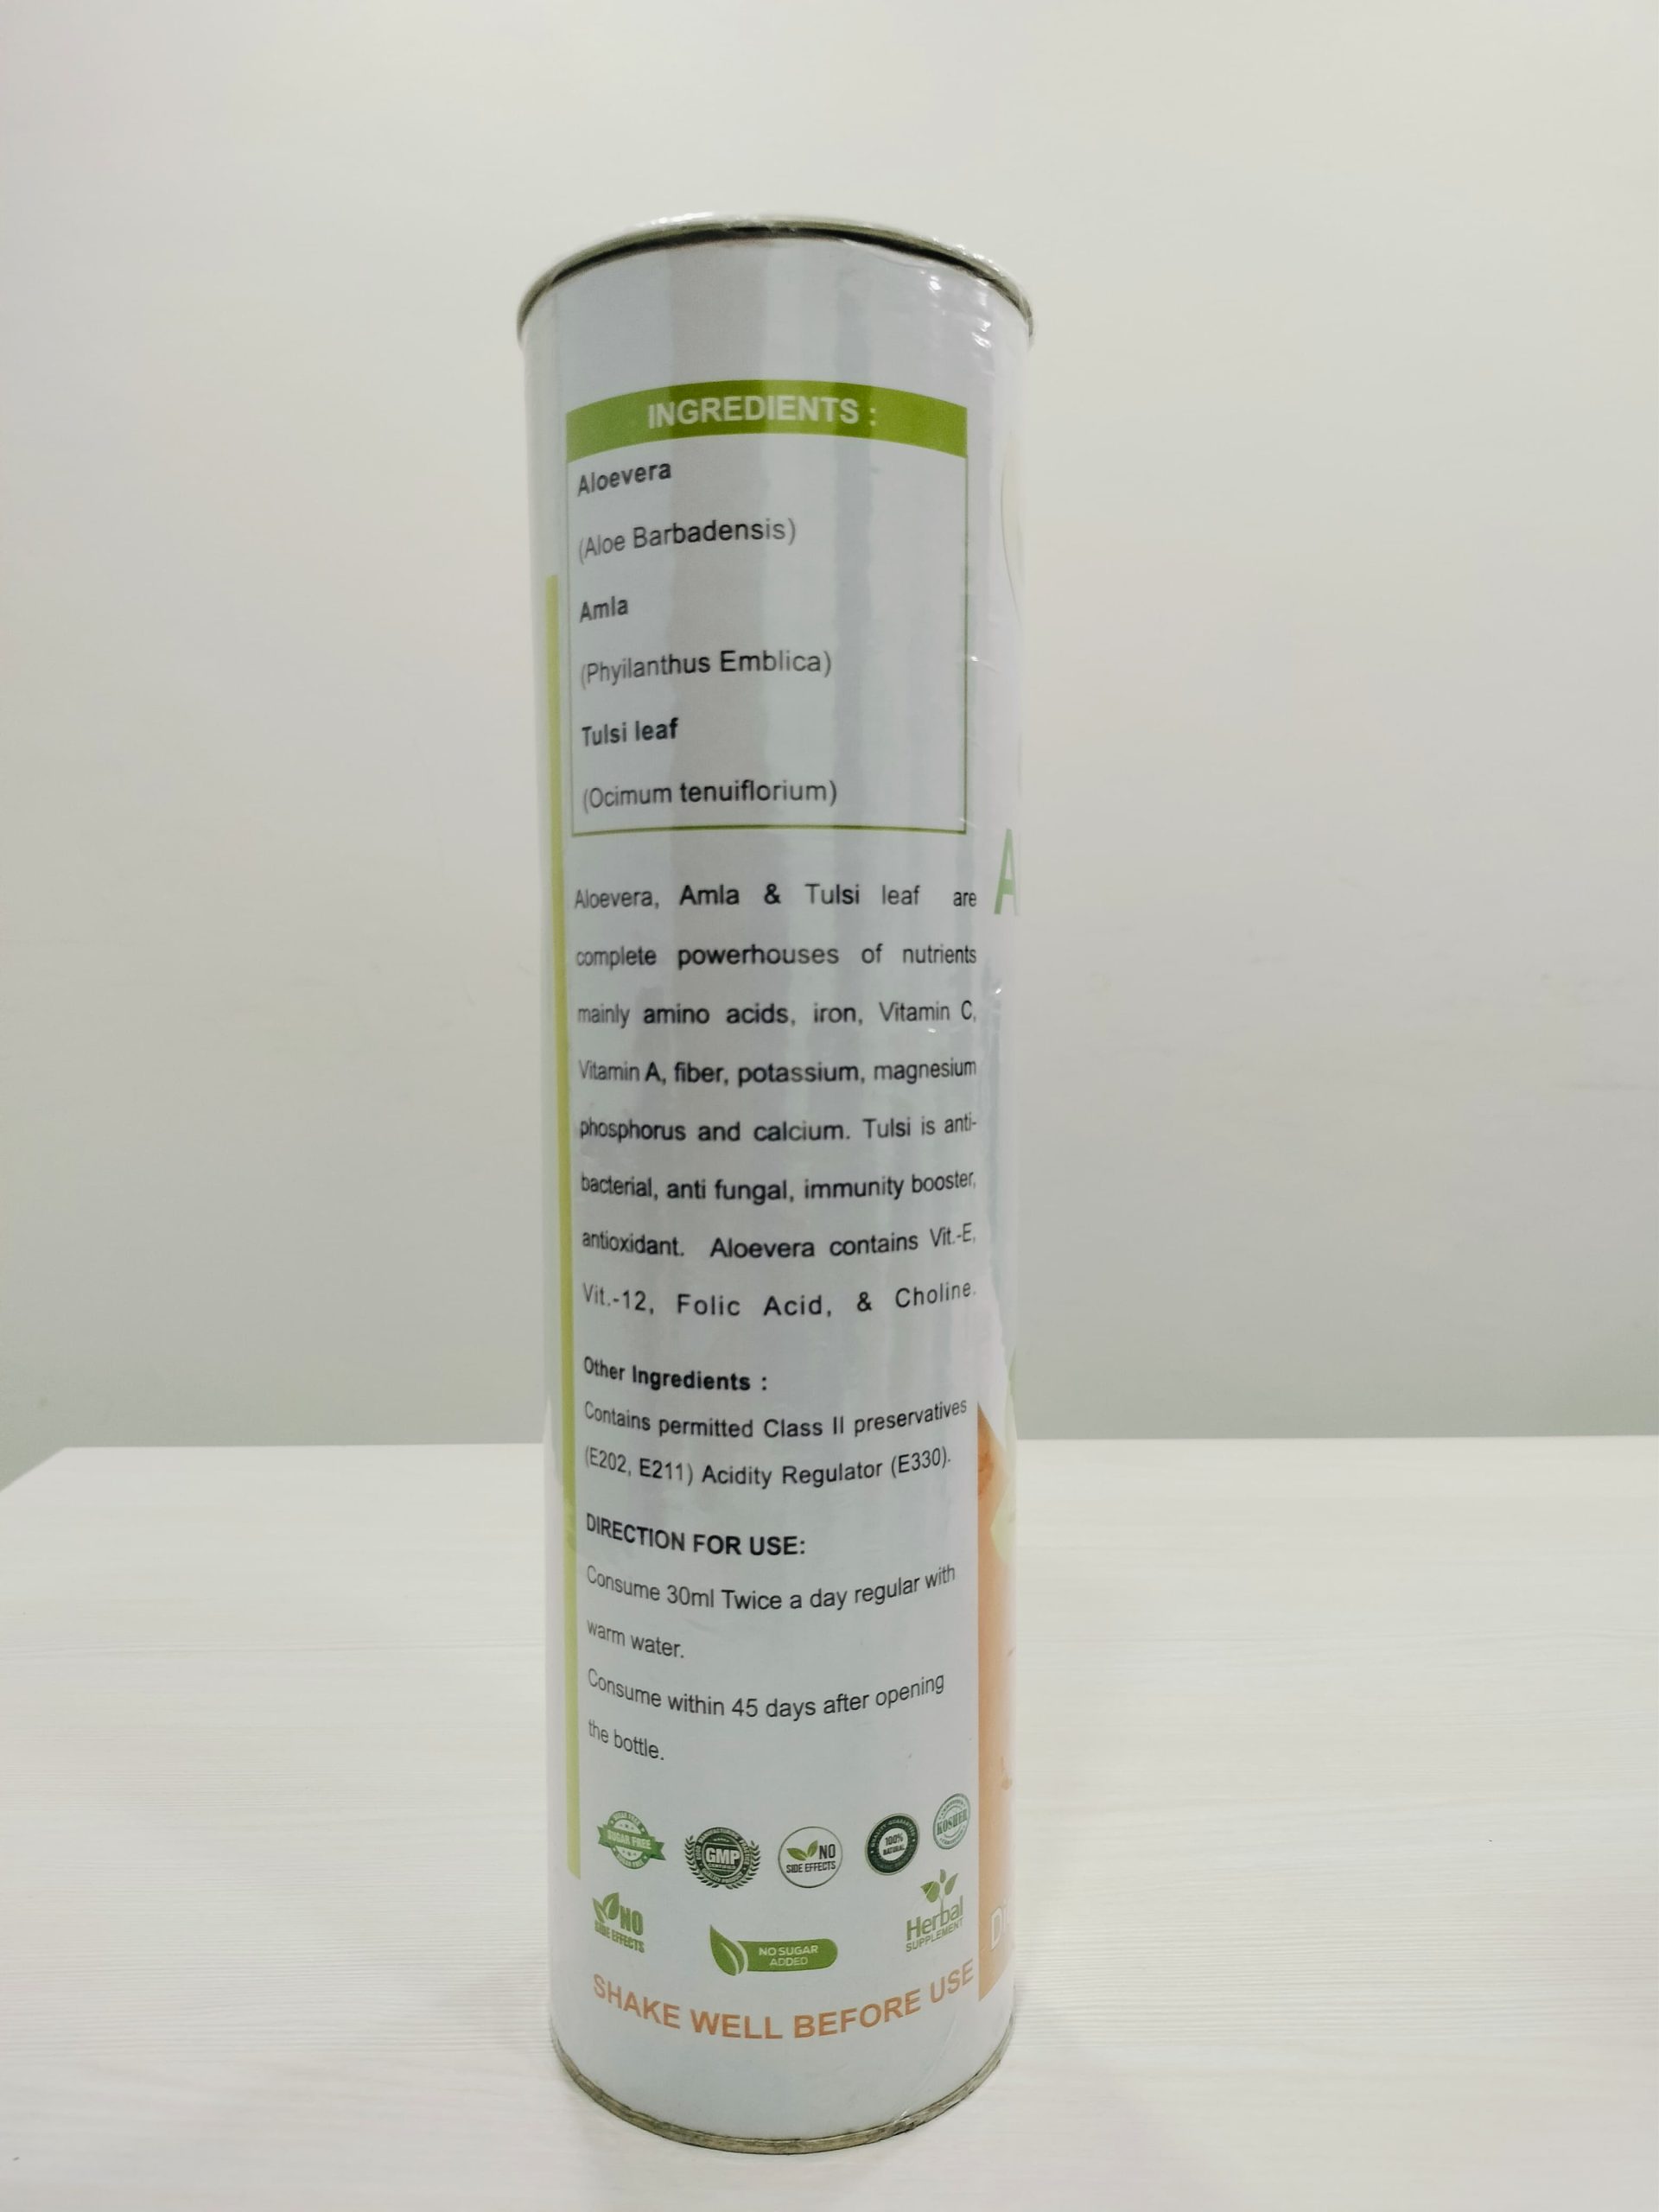 INGREDIENTS :
Aloevera
(Aloe Barbadensis)
Amla
(Phyilanthus Emblica)
Tulsi leaf
(Ocimum tenuiflorium)
Aloevera, Amla & Tulsi leaf are
complete powerhouses of nutrients
mainly amino acids, iron, Vitamin C,
Vitamin A, fiber, potassium, magnesium
phosphorus and calcium. Tulsi is anti-
bacterial, anti fungal, immunity booster,
antioxidant. Aloevera contains Vit.-E,
Vit.-12, Folic Acid, & Choline.
Other Ingredients :
Contains permitted Class II preservatives
(E202, E211) Acidity Regulator (E330).
DIRECTION FOR USE:
Consume 30ml Twice a day regular with
warm water.
Consume within 45 days after opening
the bottle.
SUGAR FREE
GMP
NO
SIDE EFFECTS
100%
NATURAL
KOSHER
NO
SIDE EFFECTS
NO SUGAR
ADDED
Herbal
SUPPLEMENT
SHAKE WELL BEFORE USE